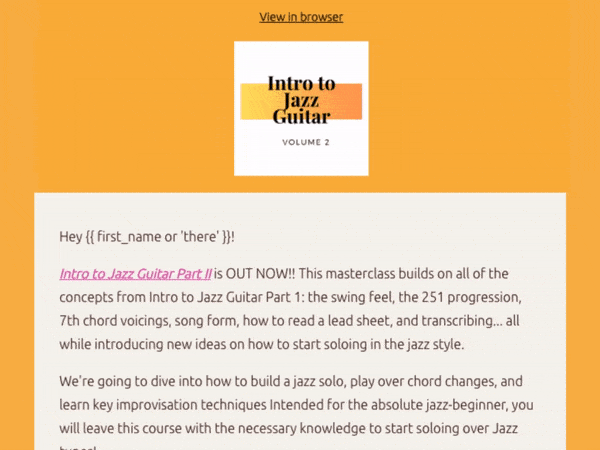 View in browser
Intro to
Jazz
Guitar
VOLUME 2
Hey {{ first_name or 'there' }}!
Intro to Jazz Guitar Part II is OUT NOW!! This masterclass builds on all of the
concepts from Intro to Jazz Guitar Part 1: the swing feel, the 251 progression,
7th chord voicings, song form, how to read a lead sheet, and transcribing... all
while introducing new ideas on how to start soloing in the jazz style.
We're going to dive into how to build a jazz solo, play over chord changes, and
learn key improvisation techniques Intended for the absolute jazz-beginner, you
will leave this course with the necessary knowledge to start soloing over Jazz